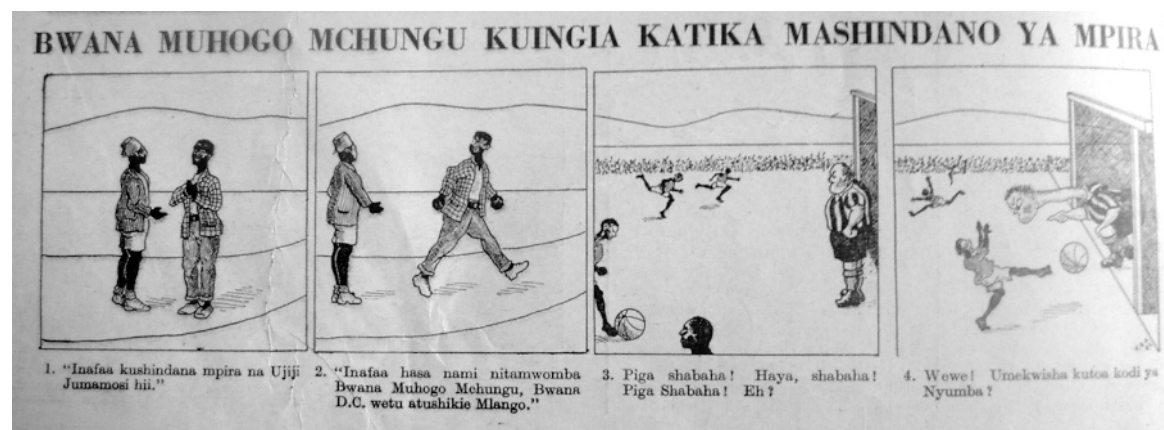 BWANA MUHOGO MCHUNGU KUINGIA KATIKA MASHINDANO YA MPIRA
1. "Inafaa kushindana mpira na Ujiji
Jumamosi hii."
2. "Inafaa hasa nami nitamwomba
Bwana Muhogo Mchungu, Bwana
D.C. wetu atushikie Mlango."
3. Piga shabaha! Haya, shabaha!
Piga Shabaha! Eh?
4. Wewe! Umekwisha kutoa kodi ya
Nyumba?